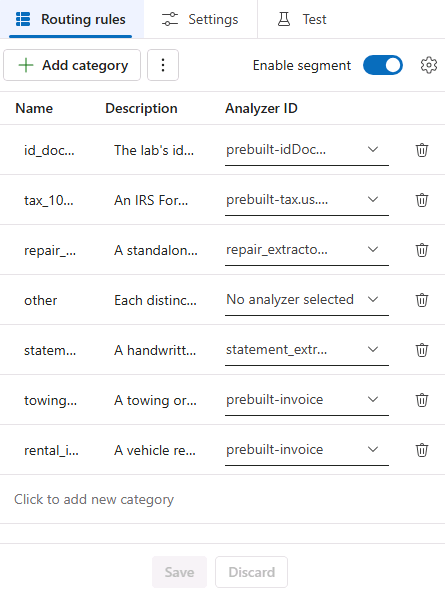 Routing rules Settings Test
Add category Enable segment
Name Description Analyzer ID
id_doc... The lab's id... prebuilt-idDoc...
tax_10... An IRS For... prebuilt-tax.us....
repair_... A standalon... repair_extracto...
other Each distinc... No analyzer selected
statem... A handwritt... statement_extr...
towing... A towing or... prebuilt-invoice
rental_i... A vehicle re... prebuilt-invoice
Click to add new category
Save Discard